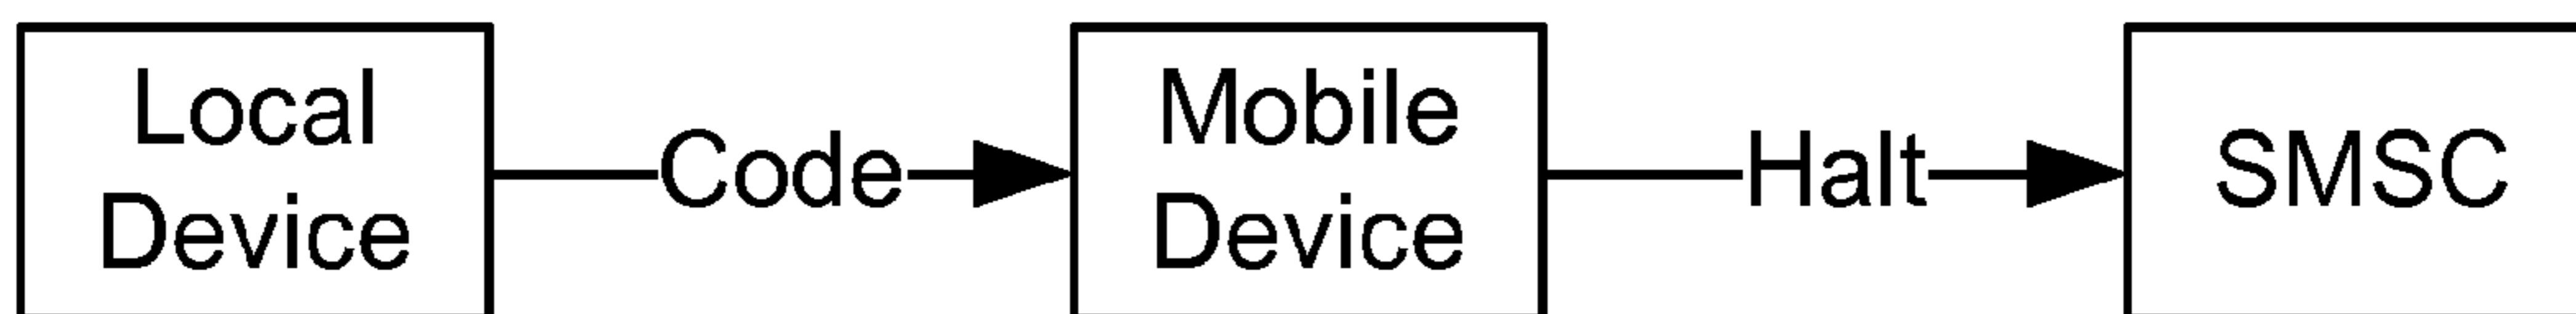 Local
Device
Code
Mobile
Device
Halt
SMSC